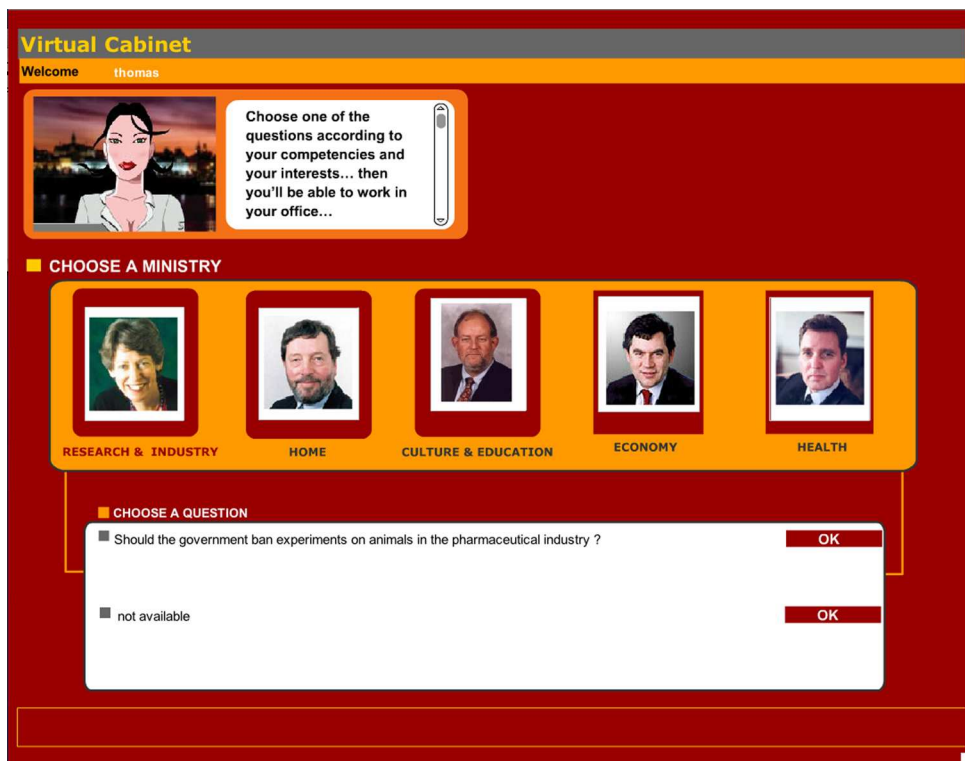 Virtual Cabinet
Welcome thomas
Choose one of the
questions according to
your competencies and
your interests... then
you'll be able to work in
your office...
CHOOSE A MINISTRY
RESEARCH & INDUSTRY HOME CULTURE & EDUCATION ECONOMY HEALTH
CHOOSE A QUESTION
Should the government ban experiments on animals in the pharmaceutical industry ? OK
not available OK